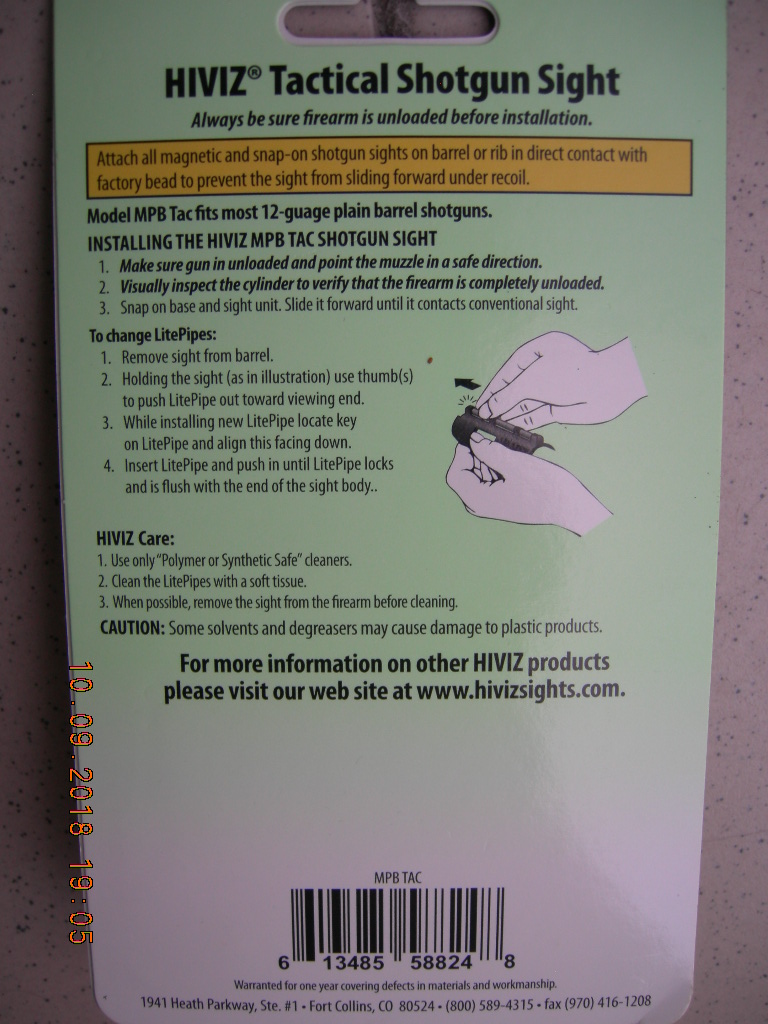 HIVIZ® Tactical Shotgun Sight
Always be sure firearm is unloaded before installation.
Attach all magnetic and snap-on shotgun sights on barrel or rib in direct contact with
factory bead to prevent the sight from sliding forward under recoil.
Model MPB Tac fits most 12-guage plain barrel shotguns.
INSTALLING THE HIVIZ MPB TAC SHOTGUN SIGHT
1. Make sure gun in unloaded and point the muzzle in a safe direction.
2. Visually inspect the cylinder to verify that the firearm is completely unloaded.
3. Snap on base and sight unit. Slide it forward until it contacts conventional sight.
To change LitePipes:
1. Remove sight from barrel.
2. Holding the sight (as in illustration) use thumb(s)
to push LitePipe out toward viewing end.
3. While installing new LitePipe locate key
on LitePipe and align this facing down.
4. Insert LitePipe and push in until LitePipe locks
and is flush with the end of the sight body..
HIVIZ Care:
1. Use only "Polymer or Synthetic Safe" cleaners.
2. Clean the LitePipes with a soft tissue.
3. When possible, remove the sight from the firearm before cleaning.
CAUTION: Some solvents and degreasers may cause damage to plastic products.
For more information on other HIVIZ products
please visit our web site at www.hivizsights.com.
10.09.2018 19:05
MPB TAC
6 13485 58824 8
Warranted for one year covering defects in materials and workmanship.
1941 Heath Parkway, Ste. #1 • Fort Collins, CO 80524 • (800) 589-4315 • fax (970) 416-1208